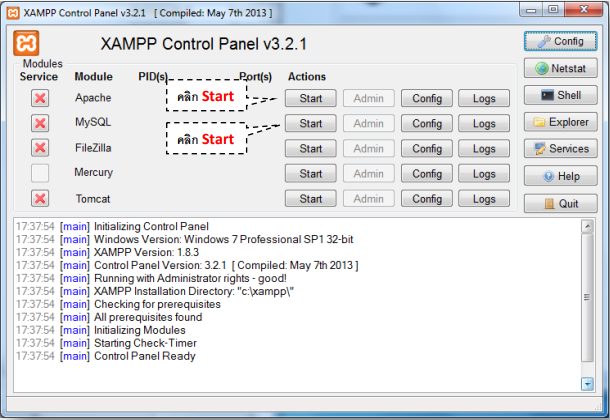 XAMPP Control Panel v3.2.1 [ Compiled: May 7th 2013 ]
XAMPP Control Panel v3.2.1
Config
Netstat
Shell
Explorer
Services
Help
Quit
Modules
Service Module PID(s) Port(s) Actions
Apache Start Admin Config Logs
คลิก Start
MySQL Start Admin Config Logs
คลิก Start
FileZilla Start Admin Config Logs
Mercury Start Admin Config Logs
Tomcat Start Admin Config Logs
17:37:54 [main] Initializing Control Panel
17:37:54 [main] Windows Version: Windows 7 Professional SP1 32-bit
17:37:54 [main] XAMPP Version: 1.8.3
17:37:54 [main] Control Panel Version: 3.2.1 [ Compiled: May 7th 2013 ]
17:37:54 [main] Running with Administrator rights - good!
17:37:54 [main] XAMPP Installation Directory: "c:\xampp\"
17:37:54 [main] Checking for prerequisites
17:37:54 [main] All prerequisites found
17:37:54 [main] Initializing Modules
17:37:54 [main] Starting Check-Timer
17:37:54 [main] Control Panel Ready